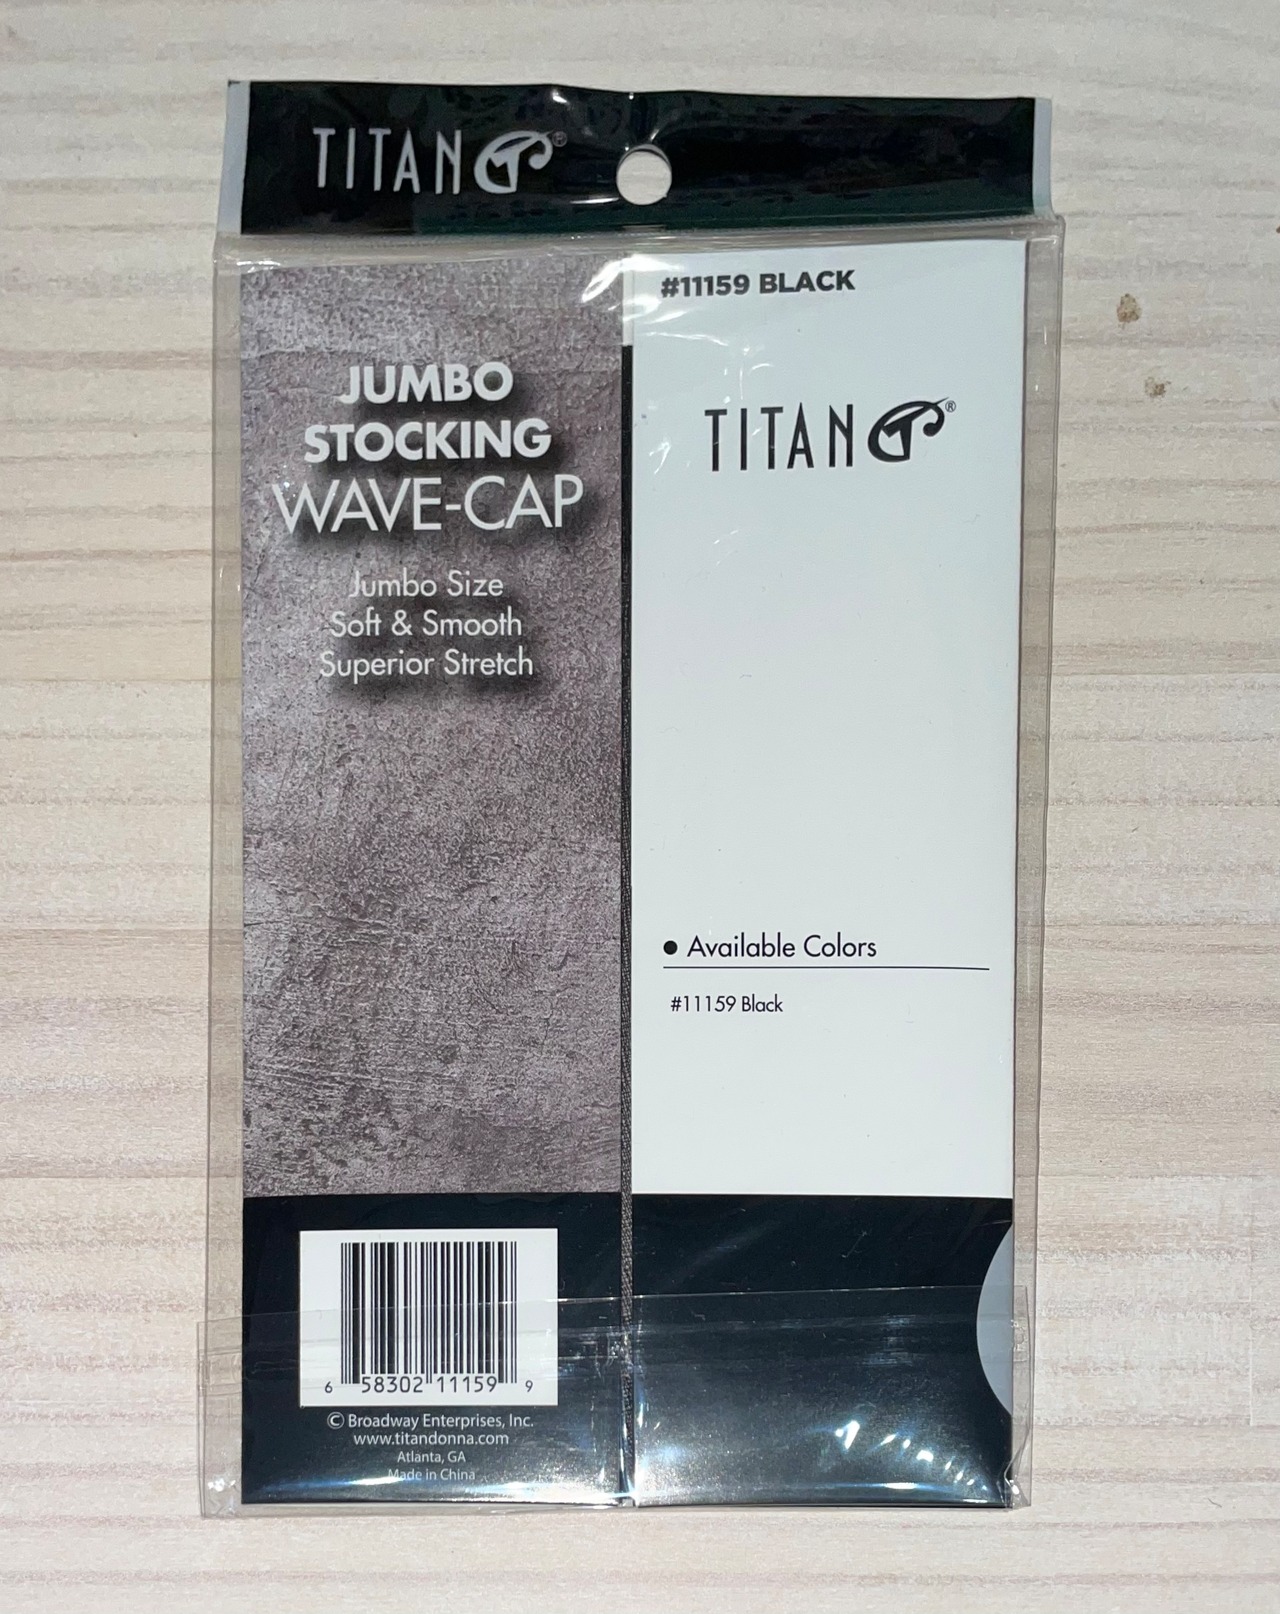 TITAN ®
JUMBO
STOCKING
WAVE-CAP
Jumbo Size
Soft & Smooth
Superior Stretch
6 58302 11159 9
© Broadway Enterprises, Inc.
www.titandonna.com
Atlanta, GA
Made in China
#11159 BLACK
TITAN ®
● Available Colors
#11159 Black